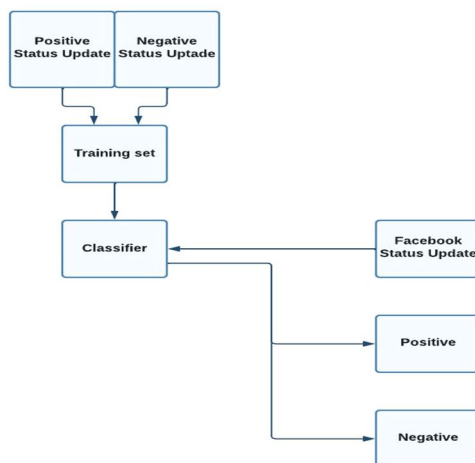 Positive
Status Update
Negative
Status Uptade
Training set
Classifier
Facebook
Status Update
Positive
Negative